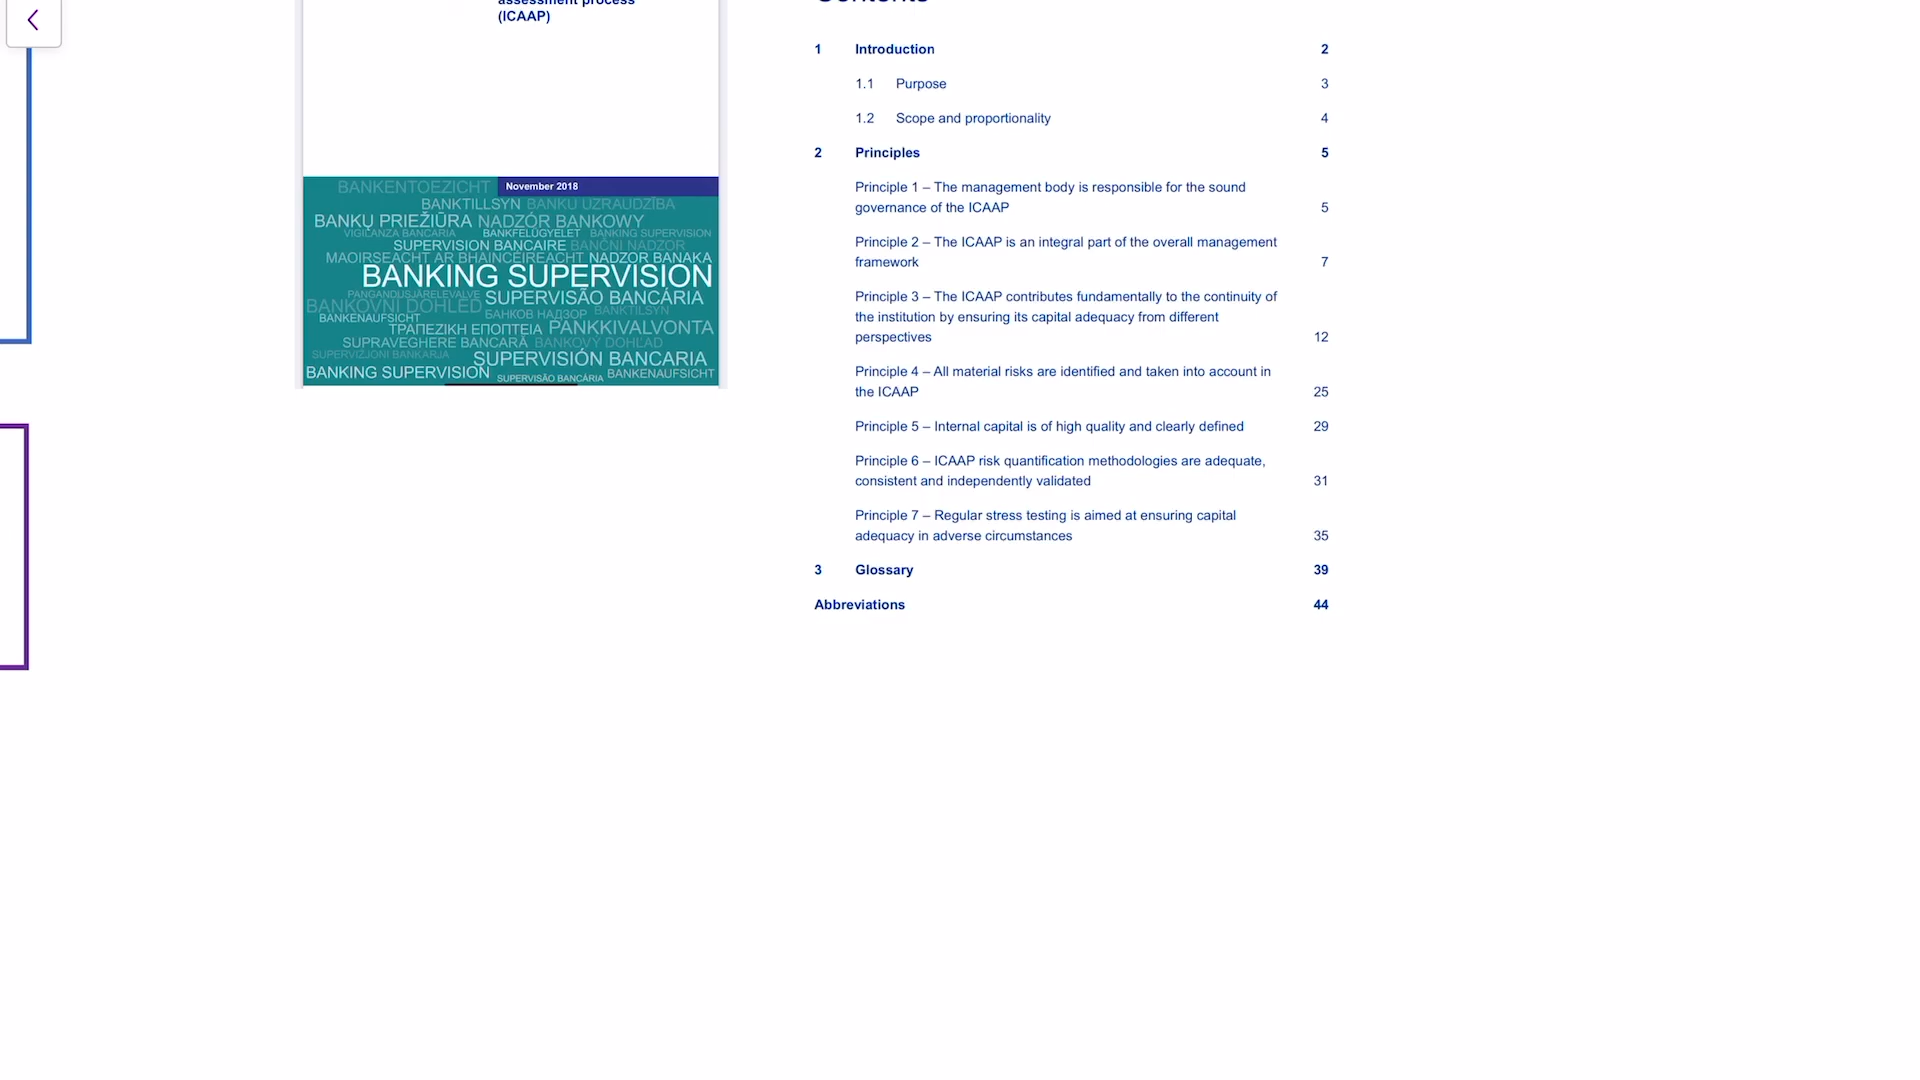 assessment process
(ICAAP)
November 2018
BANKENTOEZICHT
BANKTILLSYN BANKU UZRAUDZĪBA
BANKŲ PRIEŽIŪRA NADZÓR BANKOWY
VIGILANZA BANCARIA BANKFELÜGYELET BANKING SUPERVISION
SUPERVISION BANCAIRE BANČNI NADZOR
MAOIRSEACHT AR BHAINCÉIREACHT NADZOR BANAKA
BANKING SUPERVISION
PANGANDUSJÄRELEVALVE SUPERVISÃO BANCÁRIA
BANKOVNÍ DOHLED БАНКОВ НАДЗОР BANKTILSYN
BANKENAUFSICHT
ΤΡΑΠΕΖΙΚΗ ΕΠΟΠΤΕΙΑ PANKKIVALVONTA
SUPRAVEGHERE BANCARĂ BANKOVÝ DOHĽAD
SUPERVIŻJONI BANKARJA SUPERVISIÓN BANCARIA
BANKING SUPERVISION SUPERVISÃO BANCÁRIA BANKENAUFSICHT
Contents
1 Introduction 2
1.1 Purpose 3
1.2 Scope and proportionality 4
2 Principles 5
Principle 1 – The management body is responsible for the sound
governance of the ICAAP 5
Principle 2 – The ICAAP is an integral part of the overall management
framework 7
Principle 3 – The ICAAP contributes fundamentally to the continuity of
the institution by ensuring its capital adequacy from different
perspectives 12
Principle 4 – All material risks are identified and taken into account in
the ICAAP 25
Principle 5 – Internal capital is of high quality and clearly defined 29
Principle 6 – ICAAP risk quantification methodologies are adequate,
consistent and independently validated 31
Principle 7 – Regular stress testing is aimed at ensuring capital
adequacy in adverse circumstances 35
3 Glossary 39
Abbreviations 44